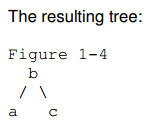 The resulting tree:
Figure 1-4
b
/ \
a c